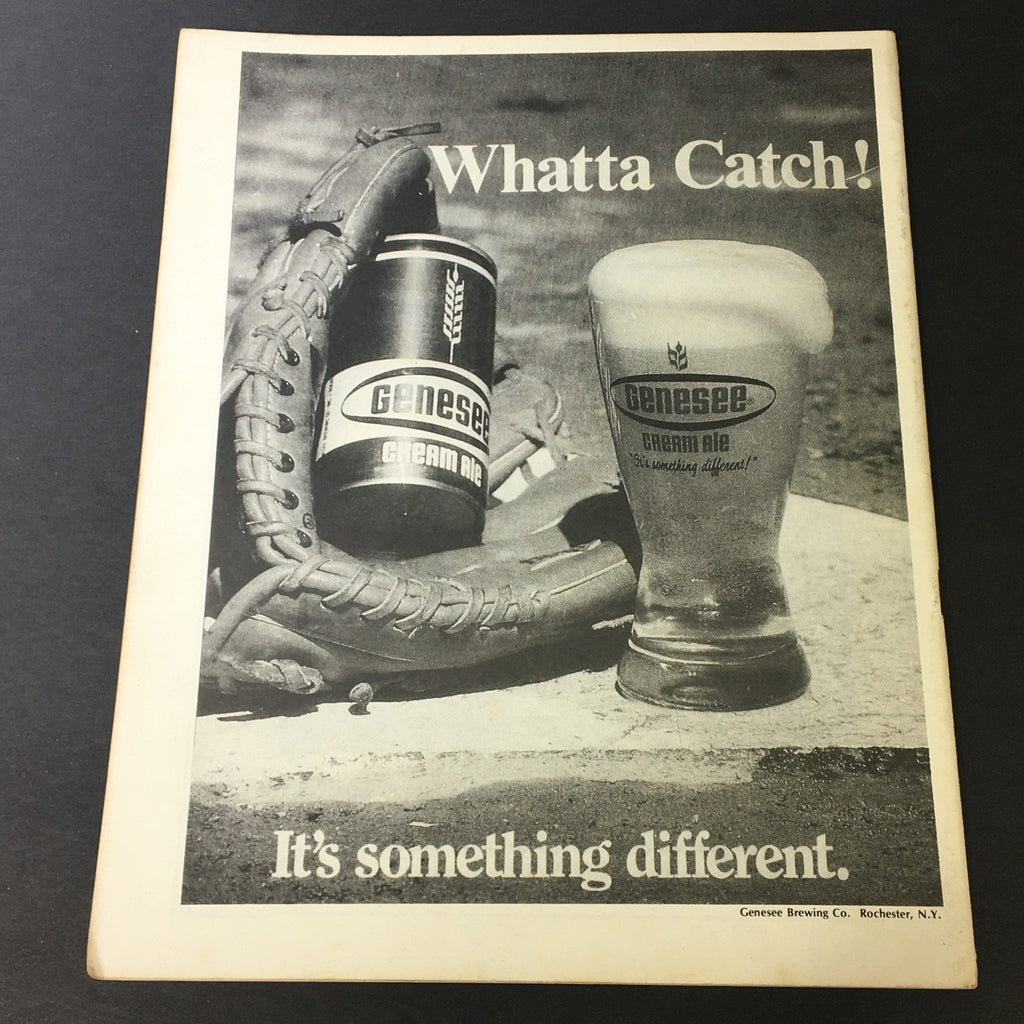 Whatta Catch!
GENESEE
CREAM ALE
GENESEE
CREAM ALE
"It's something different!"
It's something different.
Genesee Brewing Co. Rochester, N.Y.